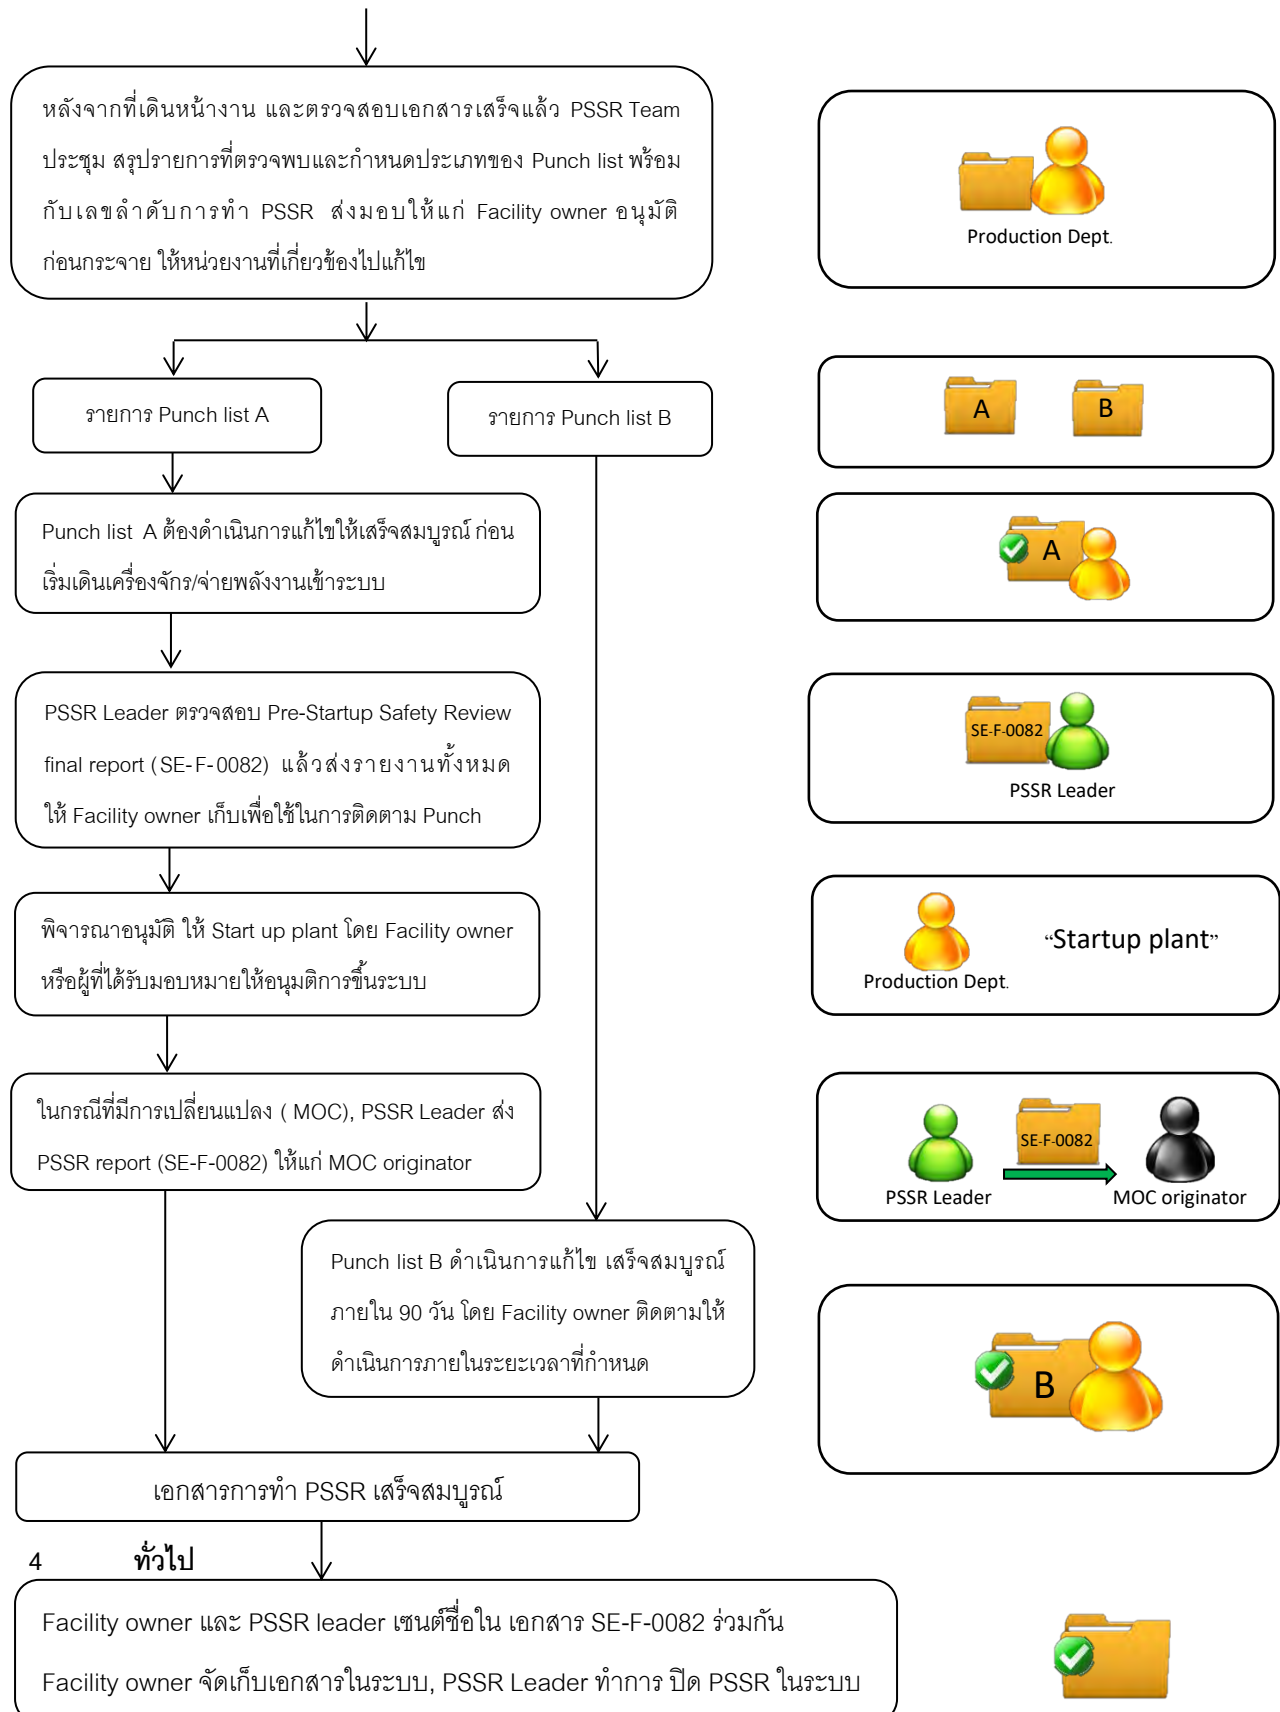 หลังจากที่เดินหน้างาน และตรวจสอบเอกสารเสร็จแล้ว PSSR Team
ประชุม สรุปรายการที่ตรวจพบและกำหนดประเภทของ Punch list พร้อม
กับเลขลำดับการทำ PSSR ส่งมอบให้แก่ Facility owner อนุมัติ
ก่อนกระจาย ให้หน่วยงานที่เกี่ยวข้องไปแก้ไข
Production Dept.
รายการ Punch list A
รายการ Punch list B
A
B
Punch list A ต้องดำเนินการแก้ไขให้เสร็จสมบูรณ์ ก่อน
เริ่มเดินเครื่องจักร/จ่ายพลังงานเข้าระบบ
A
PSSR Leader ตรวจสอบ Pre-Startup Safety Review
final report (SE-F-0082) แล้วส่งรายงานทั้งหมด
ให้ Facility owner เก็บเพื่อใช้ในการติดตาม Punch
SE-F-0082
PSSR Leader
พิจารณาอนุมัติ ให้ Start up plant โดย Facility owner
หรือผู้ที่ได้รับมอบหมายให้อนุมติการขึ้นระบบ
Production Dept.
“Startup plant”
ในกรณีที่มีการเปลี่ยนแปลง ( MOC), PSSR Leader ส่ง
PSSR report (SE-F-0082) ให้แก่ MOC originator
SE-F-0082
PSSR Leader
MOC originator
Punch list B ดำเนินการแก้ไข เสร็จสมบูรณ์
ภายใน 90 วัน โดย Facility owner ติดตามให้
ดำเนินการภายในระยะเวลาที่กำหนด
B
เอกสารการทำ PSSR เสร็จสมบูรณ์
4 ทั่วไป
Facility owner และ PSSR leader เซนต์ชื่อใน เอกสาร SE-F-0082 ร่วมกัน
Facility owner จัดเก็บเอกสารในระบบ, PSSR Leader ทำการ ปิด PSSR ในระบบ